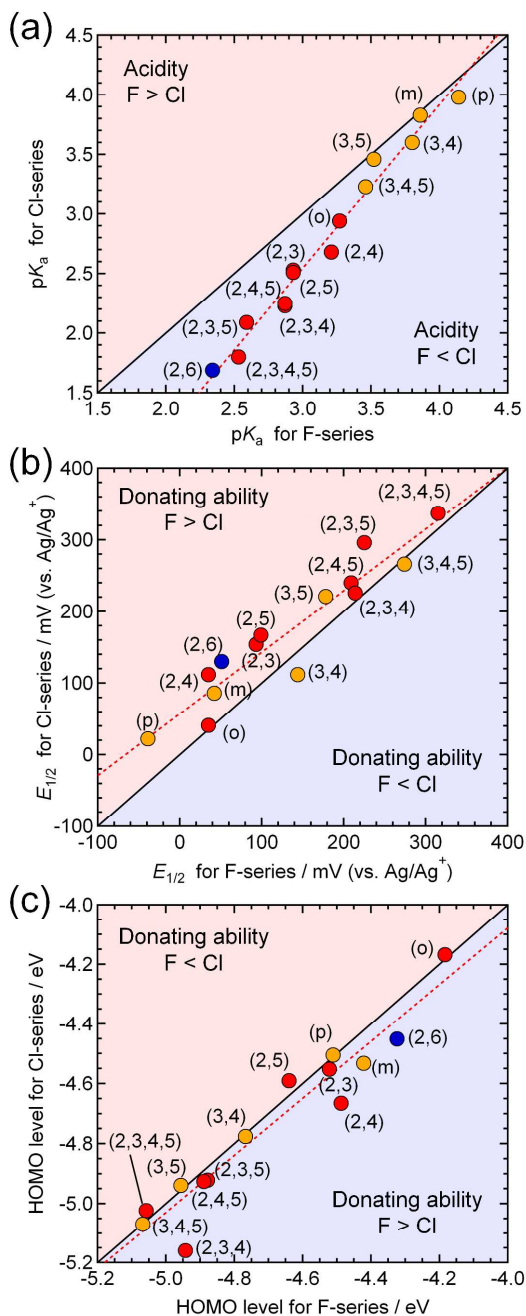 (a)
4.5
4.0
3.5
3.0
2.5
2.0
1.5
pKa for Cl-series
Acidity
F > Cl
(m)
(p)
(3,5)
(3,4)
(3,4,5)
(o)
(2,3)
(2,4)
(2,4,5)
(2,5)
(2,3,5)
(2,3,4)
(2,6)
(2,3,4,5)
Acidity
F < Cl
1.5 2.0 2.5 3.0 3.5 4.0 4.5
pKa for F-series
(b)
400
300
200
100
0
-100
E1/2 for Cl-series / mV (vs. Ag/Ag+)
Donating ability
F > Cl
(2,3,4,5)
(2,3,5)
(2,4,5)
(3,4,5)
(3,5)
(2,3,4)
(2,5)
(2,6)
(2,3)
(2,4)
(3,4)
(m)
(p)
(o)
Donating ability
F < Cl
-100 0 100 200 300 400
E1/2 for F-series / mV (vs. Ag/Ag+)
(c)
-4.0
-4.2
-4.4
-4.6
-4.8
-5.0
-5.2
HOMO level for Cl-series / eV
Donating ability
F < Cl
(o)
(p)
(2,6)
(2,5)
(m)
(2,3)
(2,4)
(3,4)
(2,3,4,5)
(3,5)
(2,3,5)
(2,4,5)
(3,4,5)
(2,3,4)
Donating ability
F > Cl
-5.2 -5.0 -4.8 -4.6 -4.4 -4.2 -4.0
HOMO level for F-series / eV